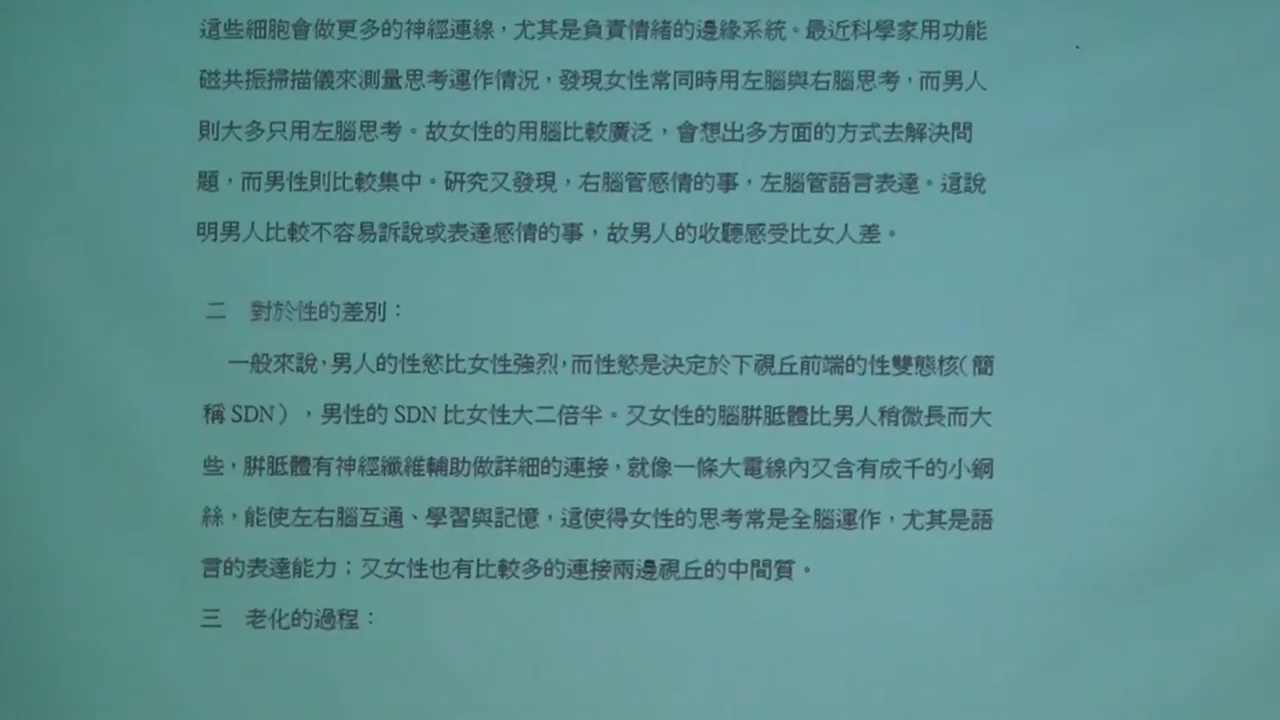 這些細胞會做更多的神經連線，尤其是負責情緒的邊緣系統。最近科學家用功能
磁共振掃描儀來測量思考運作情況，發現女性常同時用左腦與右腦思考，而男人
則大多只用左腦思考。故女性的用腦比較廣泛，會想出多方面的方式去解決問
題，而男性則比較集中。研究又發現，右腦管感情的事，左腦管語言表達。這說
明男人比較不容易訴說或表達感情的事，故男人的收聽感受比女人差。
二　對於性的差別：
一般來說，男人的性慾比女性強烈，而性慾是決定於下視丘前端的性雙態核（簡
稱 SDN），男性的 SDN 比女性大二倍半。又女性的腦胼胝體比男人稍微長而大
些，胼胝體有神經纖維輔助做詳細的連接，就像一條大電線內又含有成千的小銅
絲，能使左右腦互通、學習與記憶，這使得女性的思考常是全腦運作，尤其是語
言的表達能力；又女性也有比較多的連接兩邊視丘的中間質。
三　老化的過程：